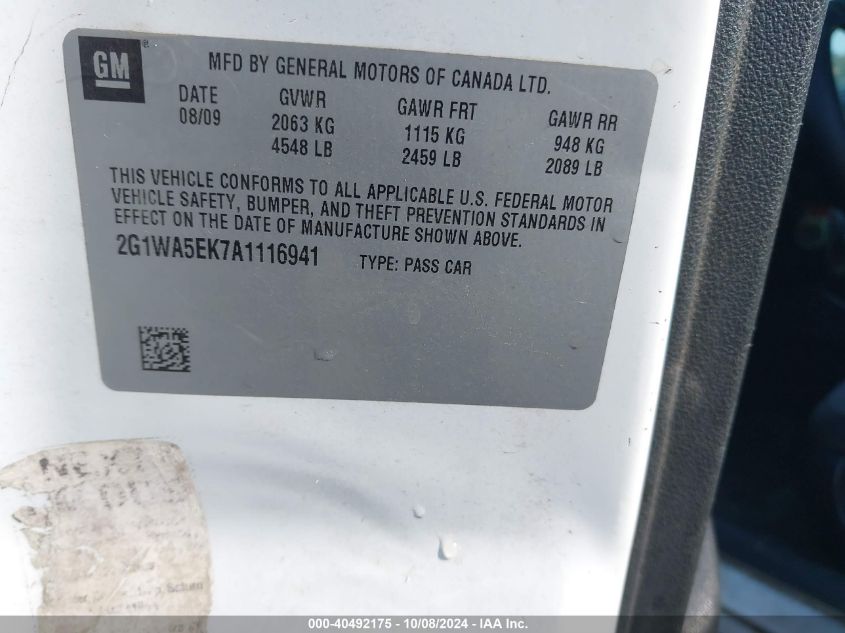 GM ®
MFD BY GENERAL MOTORS OF CANADA LTD.
DATE GVWR GAWR FRT GAWR RR
08/09 2063 KG 1115 KG 948 KG
4548 LB 2459 LB 2089 LB
THIS VEHICLE CONFORMS TO ALL APPLICABLE U.S. FEDERAL MOTOR
VEHICLE SAFETY, BUMPER, AND THEFT PREVENTION STANDARDS IN
EFFECT ON THE DATE OF MANUFACTURE SHOWN ABOVE.
2G1WA5EK7A1116941 TYPE: PASS CAR
000-40492175 - 10/08/2024 - IAA Inc.